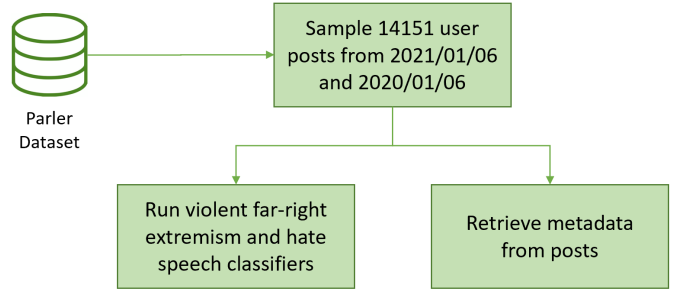 Sample 14151 user
posts from 2021/01/06
and 2020/01/06
Parler
Dataset
Run violent far-right
extremism and hate
speech classifiers
Retrieve metadata
from posts